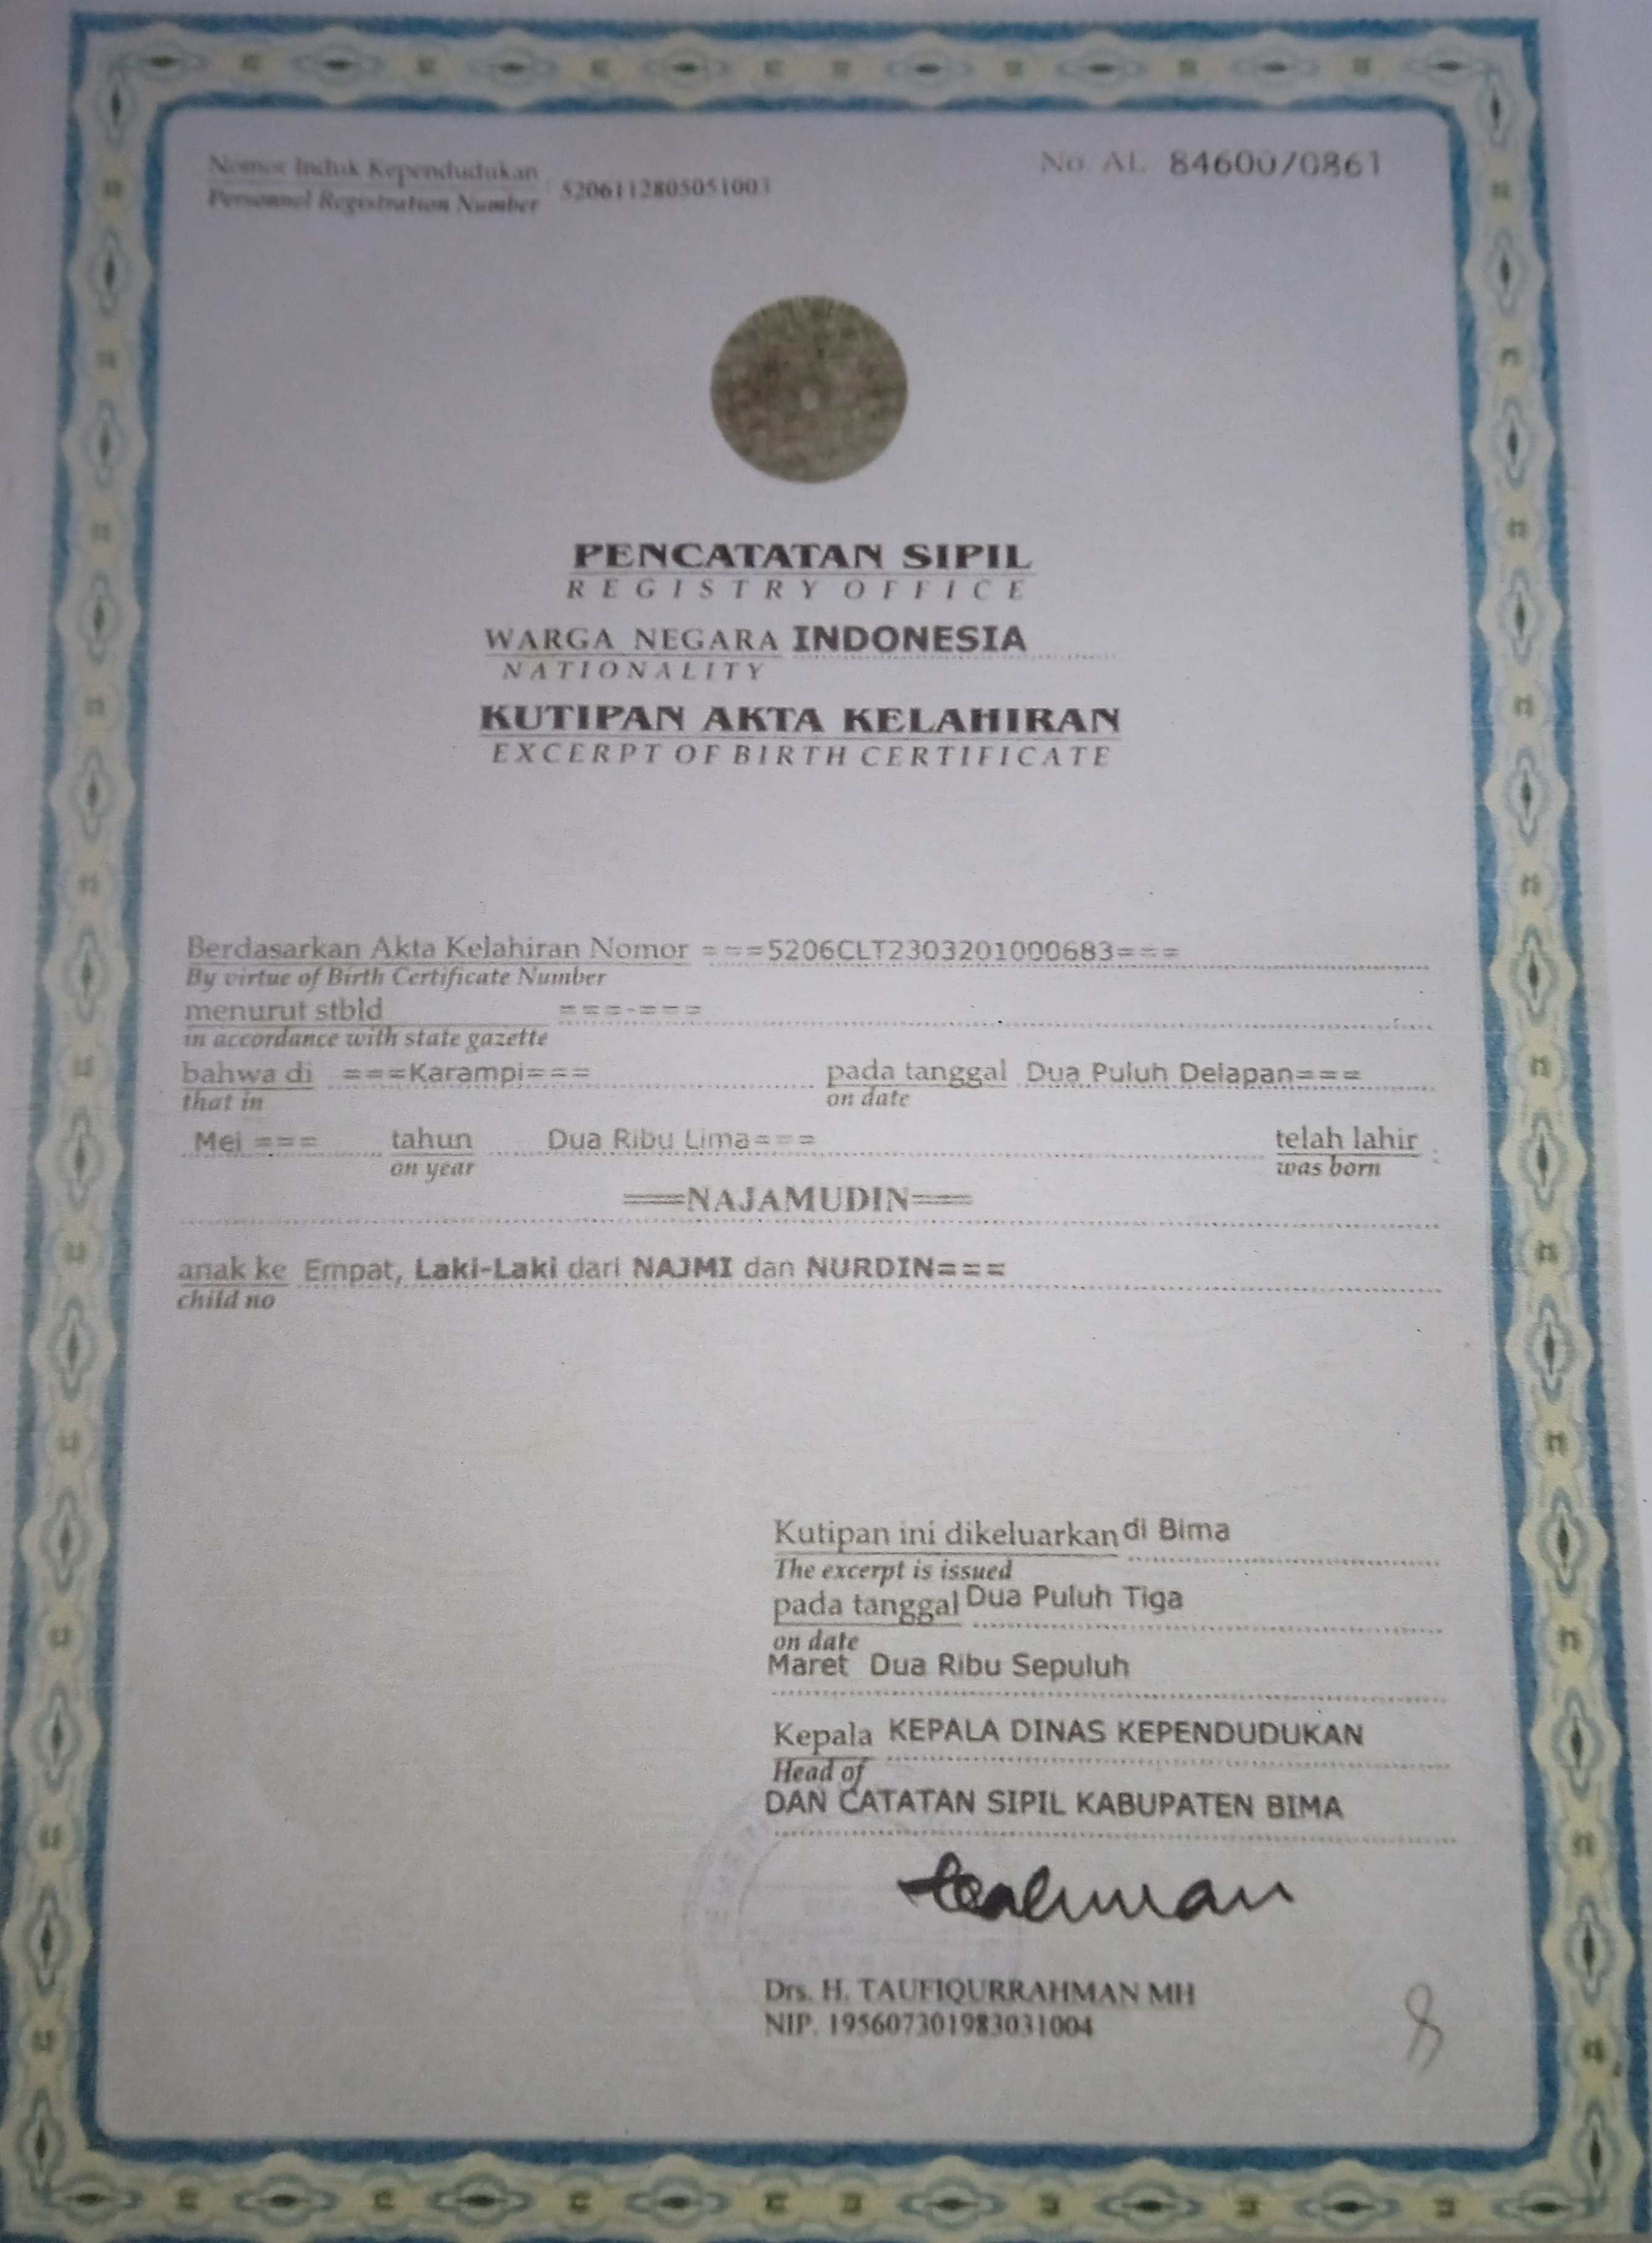 Nomor Induk Kependudukan
Personnel Registration Number 5206112805051003
No. AL 8460070861
PENCATATAN SIPIL
REGISTRY OFFICE
WARGA NEGARA INDONESIA
NATIONALITY
KUTIPAN AKTA KELAHIRAN
EXCERPT OF BIRTH CERTIFICATE
Berdasarkan Akta Kelahiran Nomor ===5206CLT2303201000683===
By virtue of Birth Certificate Number
menurut stbld ===-===
in accordance with state gazette
bahwa di ===Karampi=== pada tanggal Dua Puluh Delapan===
that in on date
Mei === tahun Dua Ribu Lima=== telah lahir :
on year was born
===NAJAMUDIN===
anak ke Empat, Laki-Laki dari NAJMI dan NURDIN===
child no
Kutipan ini dikeluarkan di Bima
The excerpt is issued
pada tanggal Dua Puluh Tiga
on date
Maret Dua Ribu Sepuluh
Kepala KEPALA DINAS KEPENDUDUKAN
Head of
DAN CATATAN SIPIL KABUPATEN BIMA
Drs. H. TAUFIQURRAHMAN MH
NIP. 195607301983031004
8